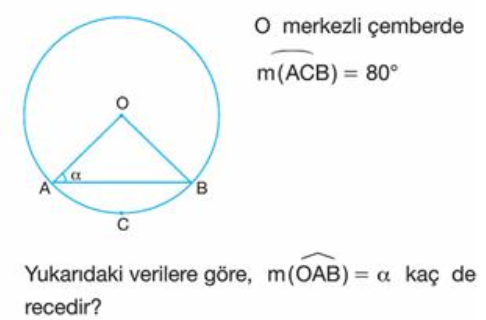 O merkezli çemberde
m(ACB) = 80°
O
α
A
B
C
Yukarıdaki verilere göre, m(OAB) = α kaç de
recedir?